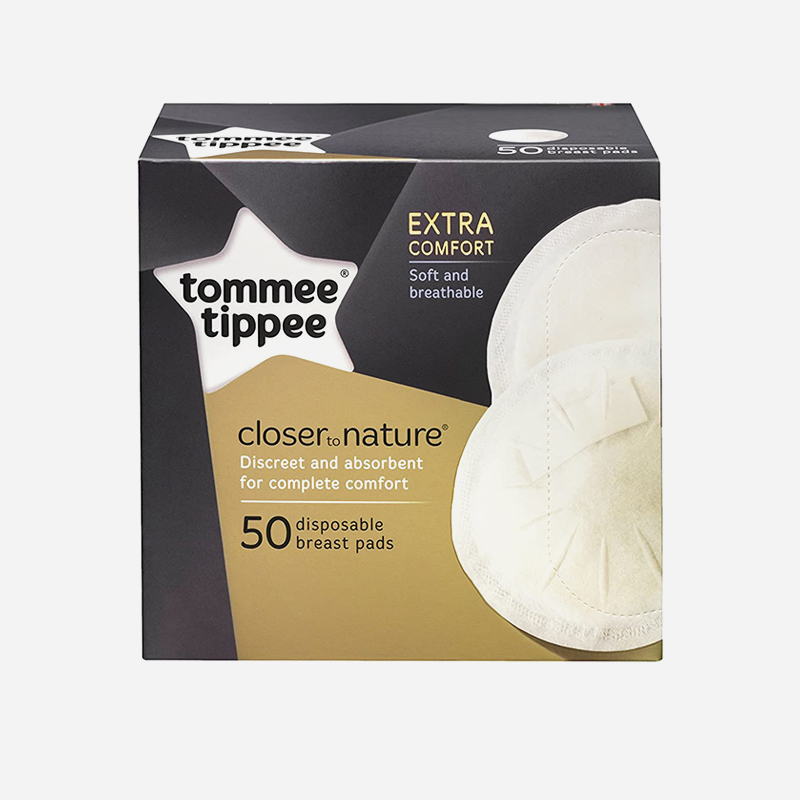 tommee
tippee
50 disposable
breast pads
tommee®
tippee
EXTRA
COMFORT
Soft and
breathable
closer to nature®
Discreet and absorbent
for complete comfort
50 disposable
breast pads